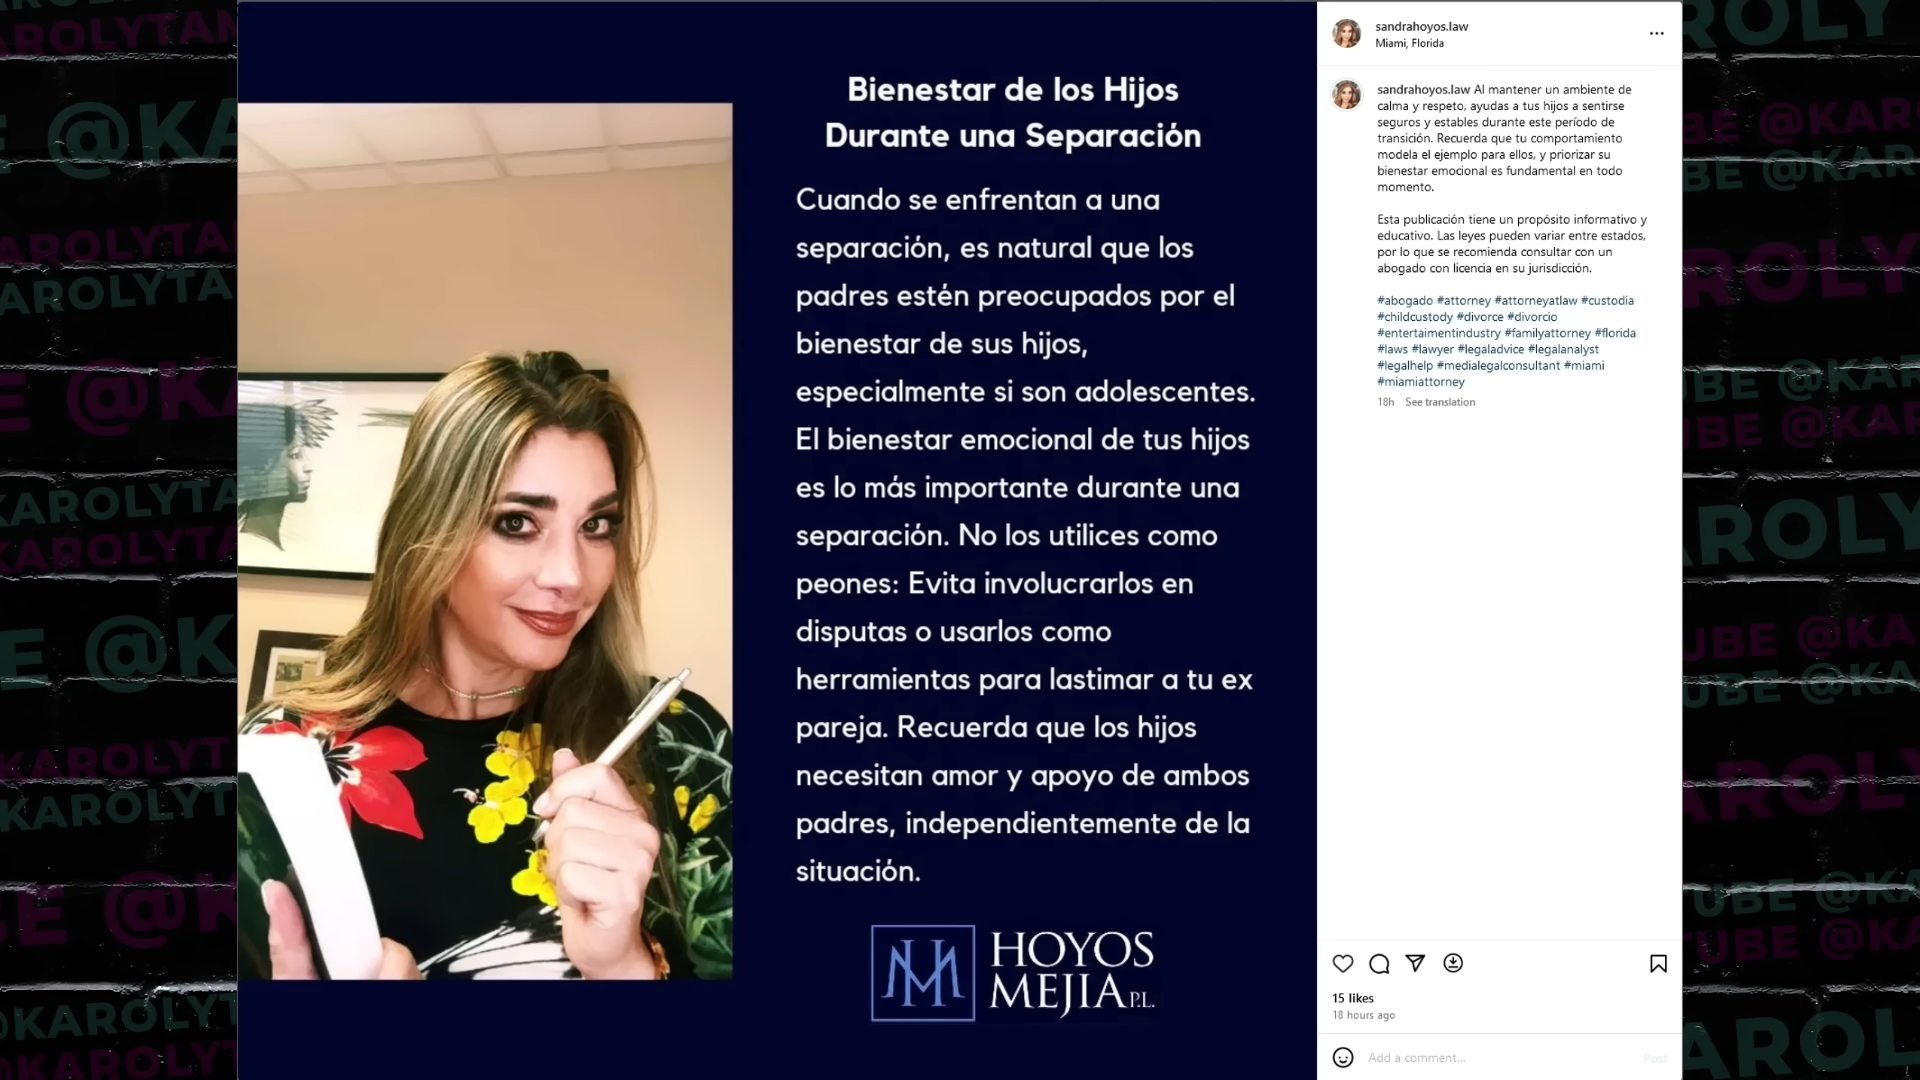 Bienestar de los Hijos
Durante una Separación
Cuando se enfrentan a una
separación, es natural que los
padres estén preocupados por el
bienestar de sus hijos,
especialmente si son adolescentes.
El bienestar emocional de tus hijos
es lo más importante durante una
separación. No los utilices como
peones: Evita involucrarlos en
disputas o usarlos como
herramientas para lastimar a tu ex
pareja. Recuerda que los hijos
necesitan amor y apoyo de ambos
padres, independientemente de la
situación.
HM
HOYOS
MEJIA P.L.
sandrahoyos.law
Miami, Florida
sandrahoyos.law Al mantener un ambiente de
calma y respeto, ayudas a tus hijos a sentirse
seguros y estables durante este período de
transición. Recuerda que tu comportamiento
modela el ejemplo para ellos, y priorizar su
bienestar emocional es fundamental en todo
momento.
Esta publicación tiene un propósito informativo y
educativo. Las leyes pueden variar entre estados,
por lo que se recomienda consultar con un
abogado con licencia en su jurisdicción.
#abogado #attorney #attorneyatlaw #custodia
#childcustody #divorce #divorcio
#entertaimentindustry #familyattorney #florida
#laws #lawyer #legaladvice #legalanalyst
#legalhelp #medialegalconsultant #miami
#miamiattorney
18h See translation
15 likes
18 hours ago
Add a comment...
Post